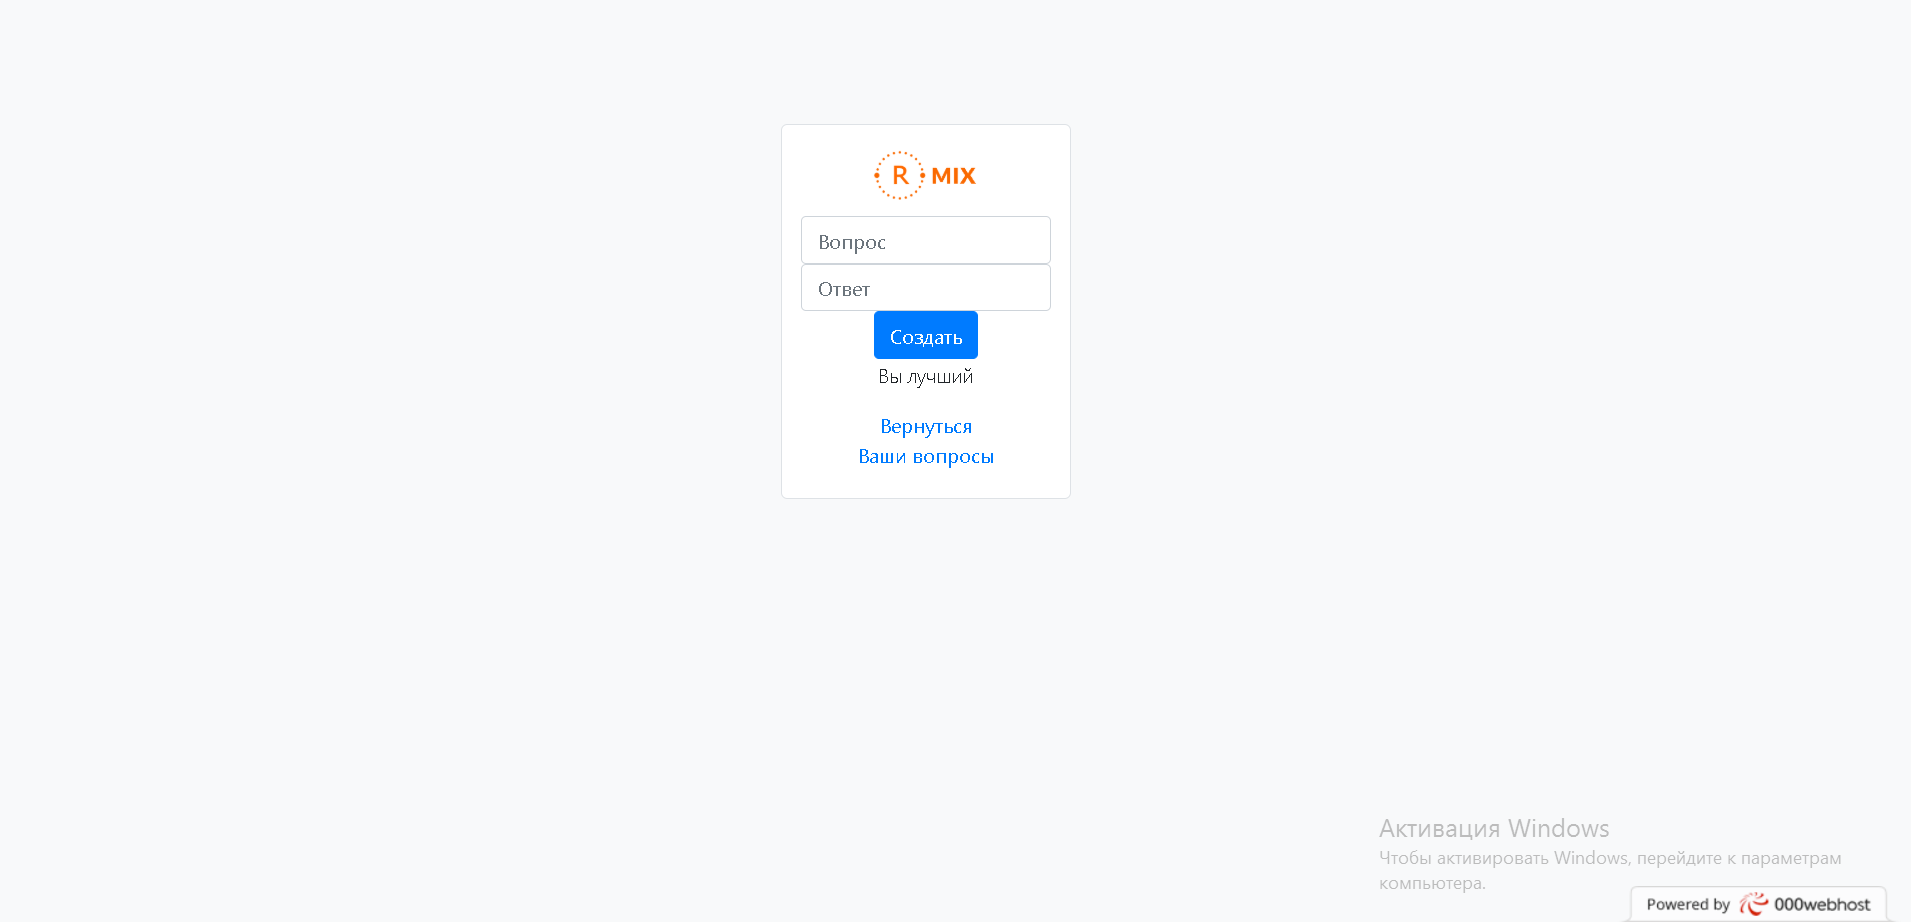 R MIX
Вопрос
Ответ
Создать
Вы лучший
Вернуться
Ваши вопросы
Активация Windows
Чтобы активировать Windows, перейдите к параметрам
компьютера.
Powered by 000webhost